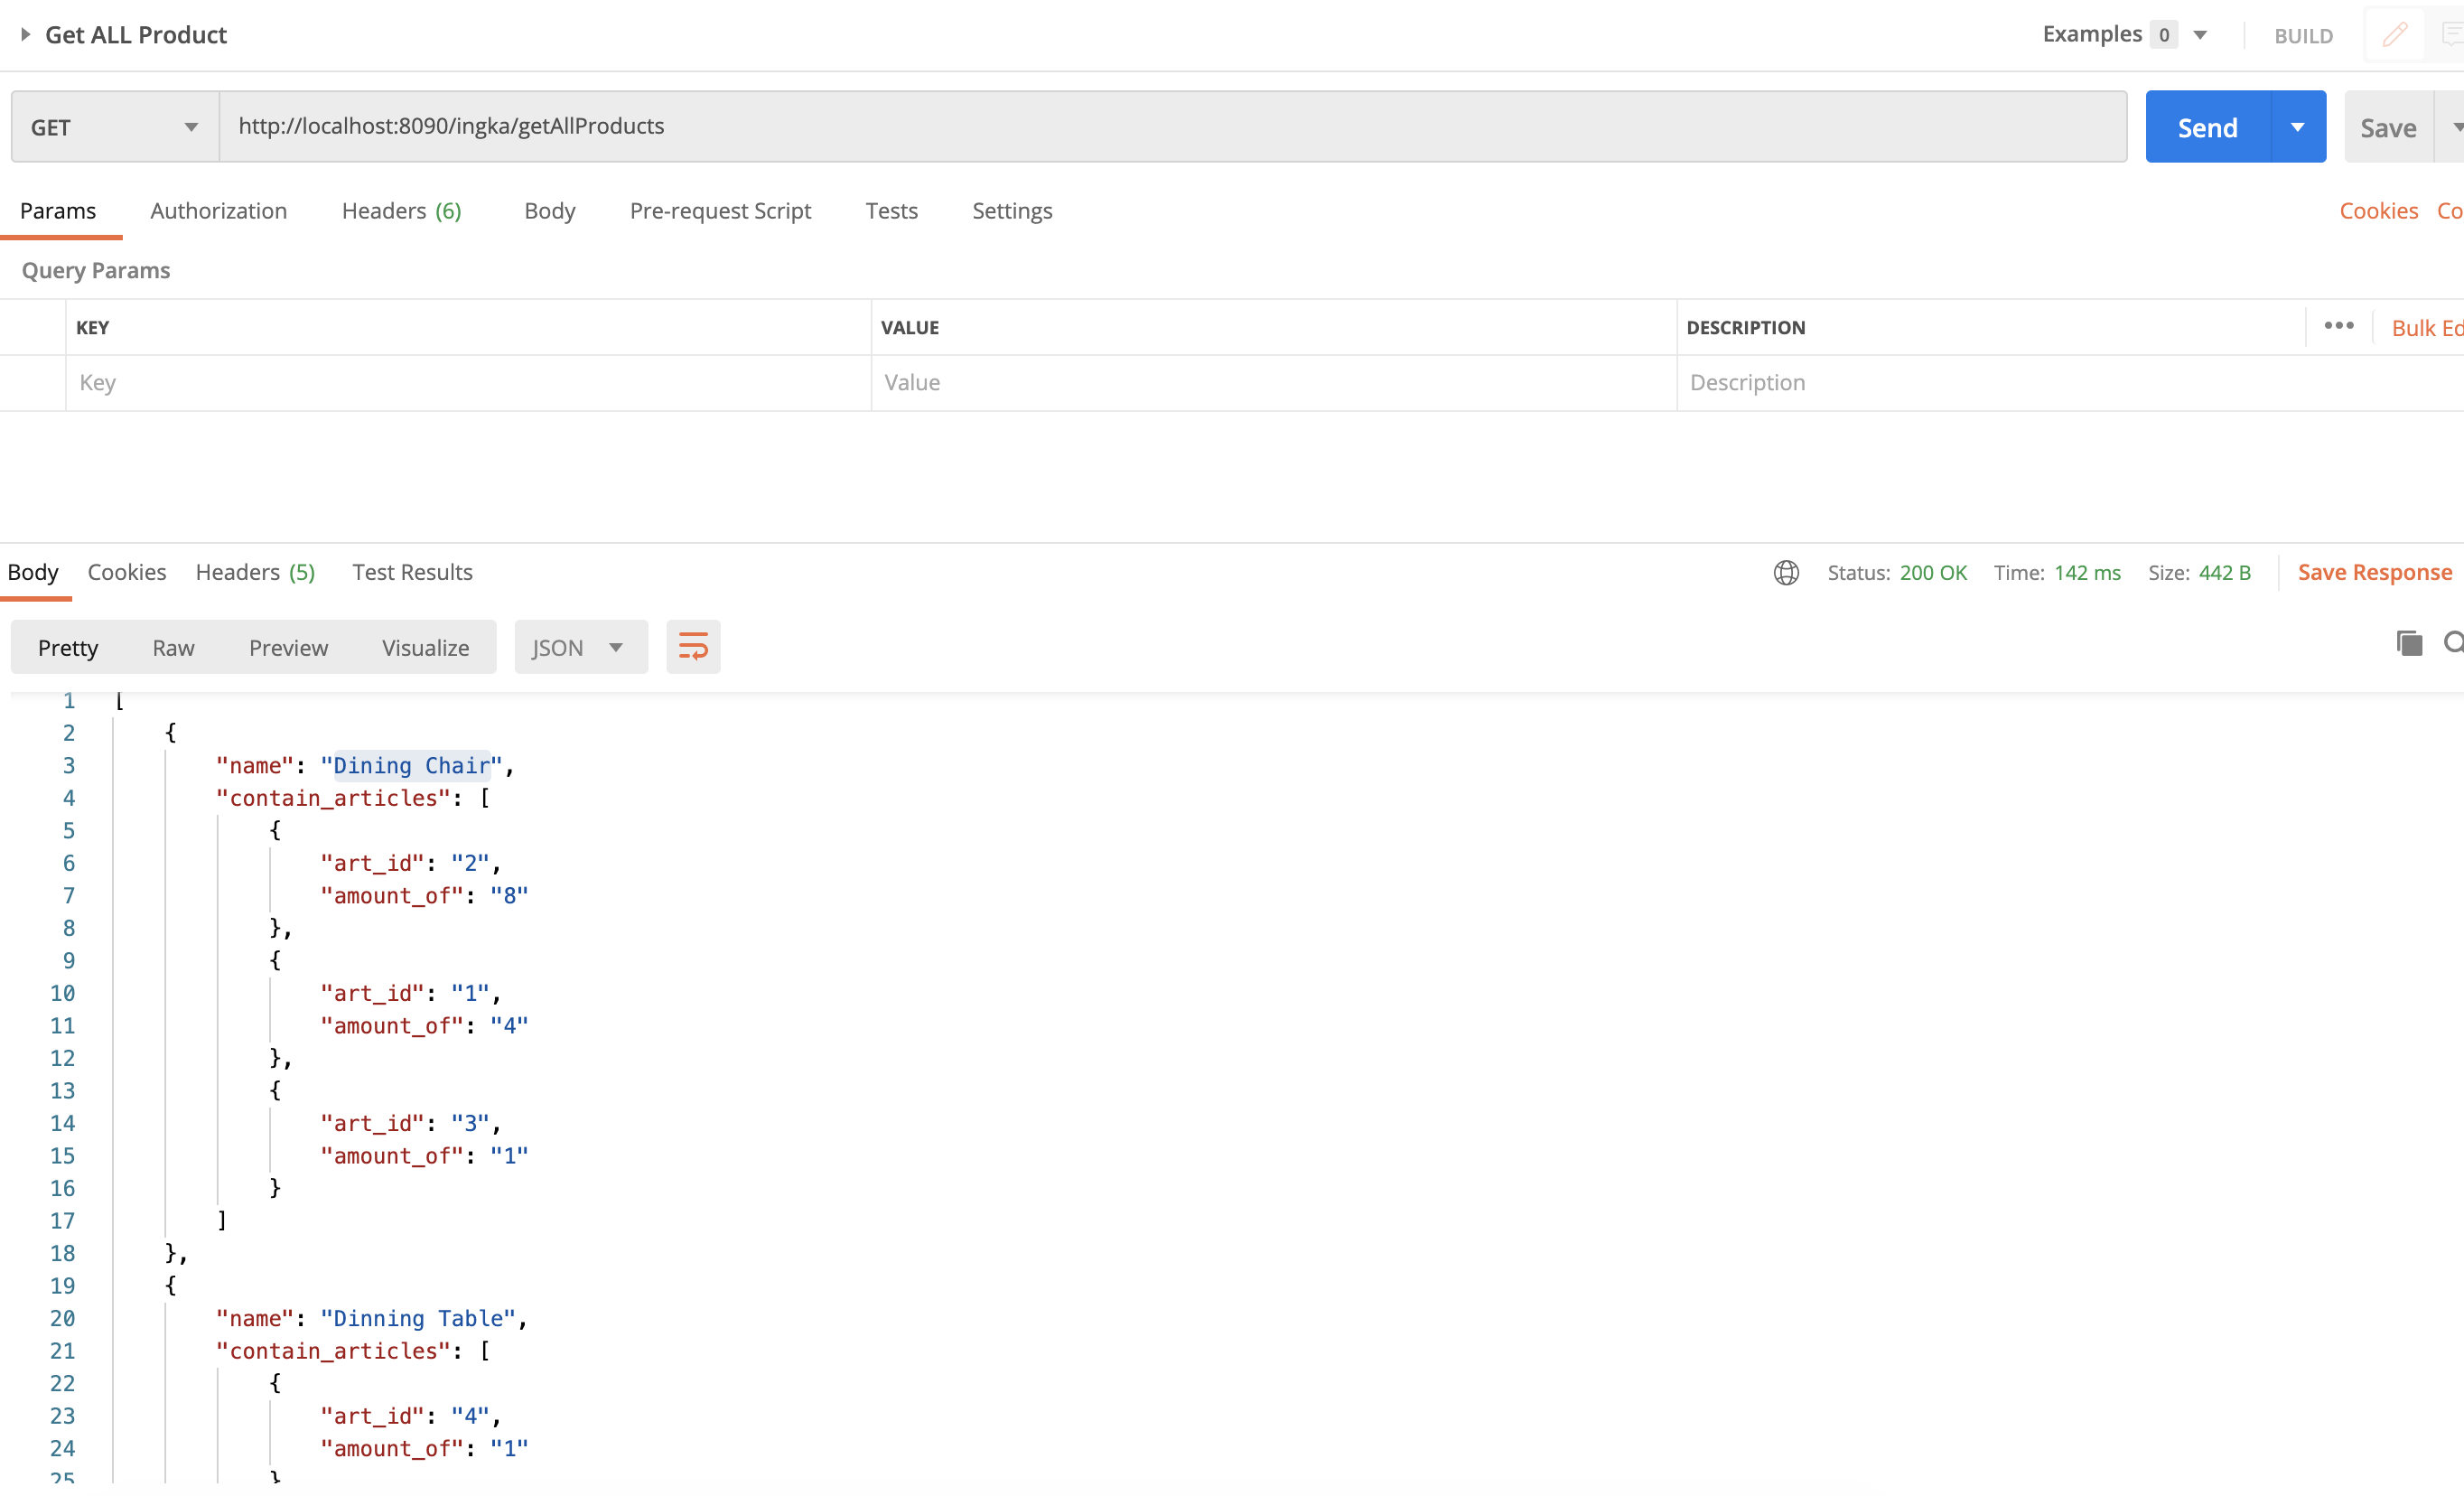 Get ALL Product Examples 0 BUILD
GET http://localhost:8090/ingka/getAllProducts Send Save
Params Authorization Headers (6) Body Pre-request Script Tests Settings Cookies Co
Query Params
KEY VALUE DESCRIPTION ••• Bulk Ed
Key Value Description
Body Cookies Headers (5) Test Results Status: 200 OK Time: 142 ms Size: 442 B Save Response
Pretty Raw Preview Visualize JSON
1 [
2 {
3 "name": "Dining Chair",
4 "contain_articles": [
5 {
6 "art_id": "2",
7 "amount_of": "8"
8 },
9 {
10 "art_id": "1",
11 "amount_of": "4"
12 },
13 {
14 "art_id": "3",
15 "amount_of": "1"
16 }
17 ]
18 },
19 {
20 "name": "Dinning Table",
21 "contain_articles": [
22 {
23 "art_id": "4",
24 "amount_of": "1"
25 }